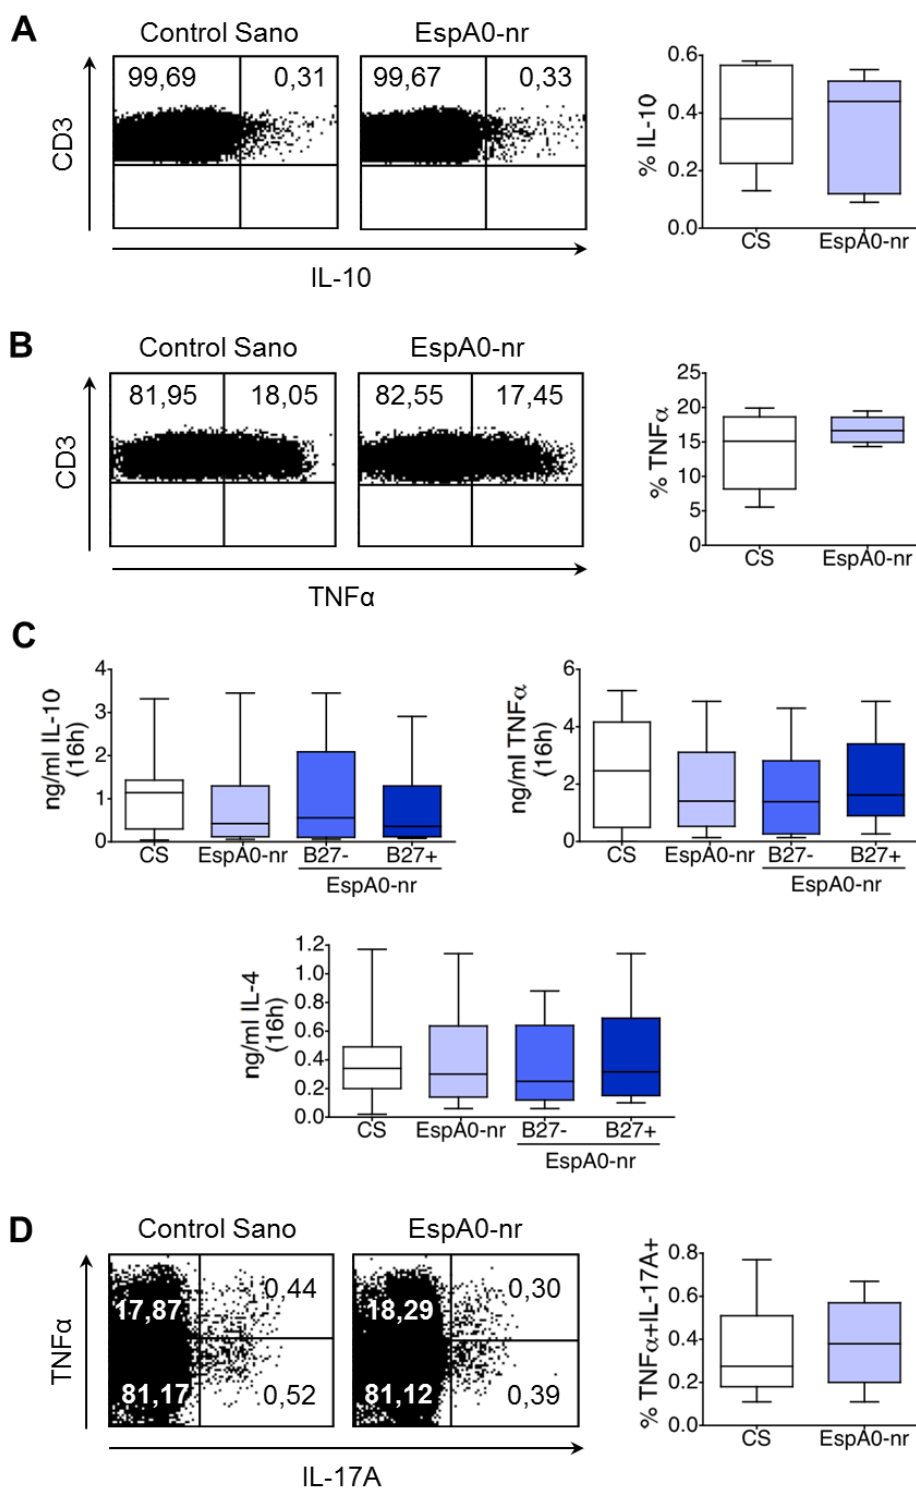 A
Control Sano
EspA0-nr
99,69
0,31
99,67
0,33
CD3
IL-10
% IL-10
0.6
0.4
0.2
0.0
CS
EspA0-nr
B
Control Sano
EspA0-nr
81,95
18,05
82,55
17,45
CD3
TNFα
% TNFα
25
20
15
10
5
0
CS
EspA0-nr
C
ng/ml IL-10
(16h)
4
3
2
1
0
CS
EspA0-nr
B27-
B27+
EspA0-nr
ng/ml TNFα
(16h)
6
4
2
0
CS
EspA0-nr
B27-
B27+
EspA0-nr
ng/ml IL-4
(16h)
1.2
1.0
0.8
0.6
0.4
0.2
0.0
CS
EspA0-nr
B27-
B27+
EspA0-nr
D
Control Sano
EspA0-nr
17,87
0,44
81,17
0,52
18,29
0,30
81,12
0,39
TNFα
IL-17A
% TNFα+IL-17A+
0.8
0.6
0.4
0.2
0.0
CS
EspA0-nr